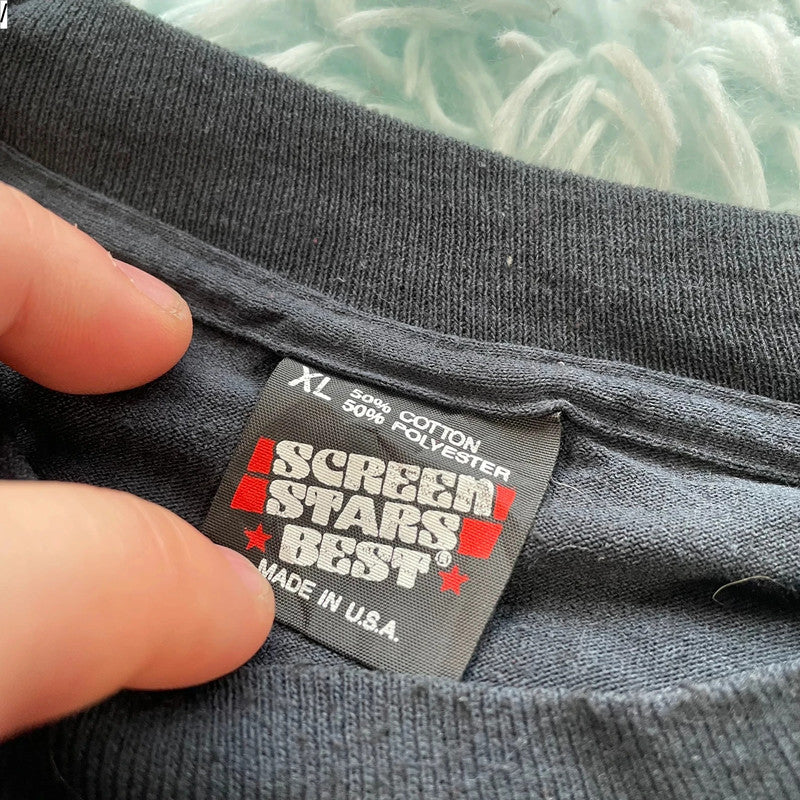 XL
50% COTTON
50% POLYESTER
SCREEN
STARS
BEST®
MADE IN U.S.A.